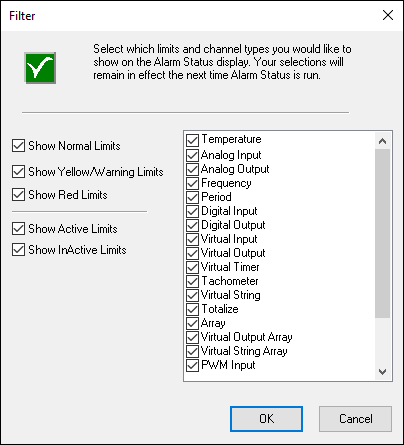 Filter
Select which limits and channel types you would like to
show on the Alarm Status display. Your selections will
remain in effect the next time Alarm Status is run.
Show Normal Limits
Show Yellow/Warning Limits
Show Red Limits
Show Active Limits
Show InActive Limits
Temperature
Analog Input
Analog Output
Frequency
Period
Digital Input
Digital Output
Virtual Input
Virtual Output
Virtual Timer
Tachometer
Virtual String
Totalize
Array
Virtual Output Array
Virtual String Array
PWM Input
OK
Cancel